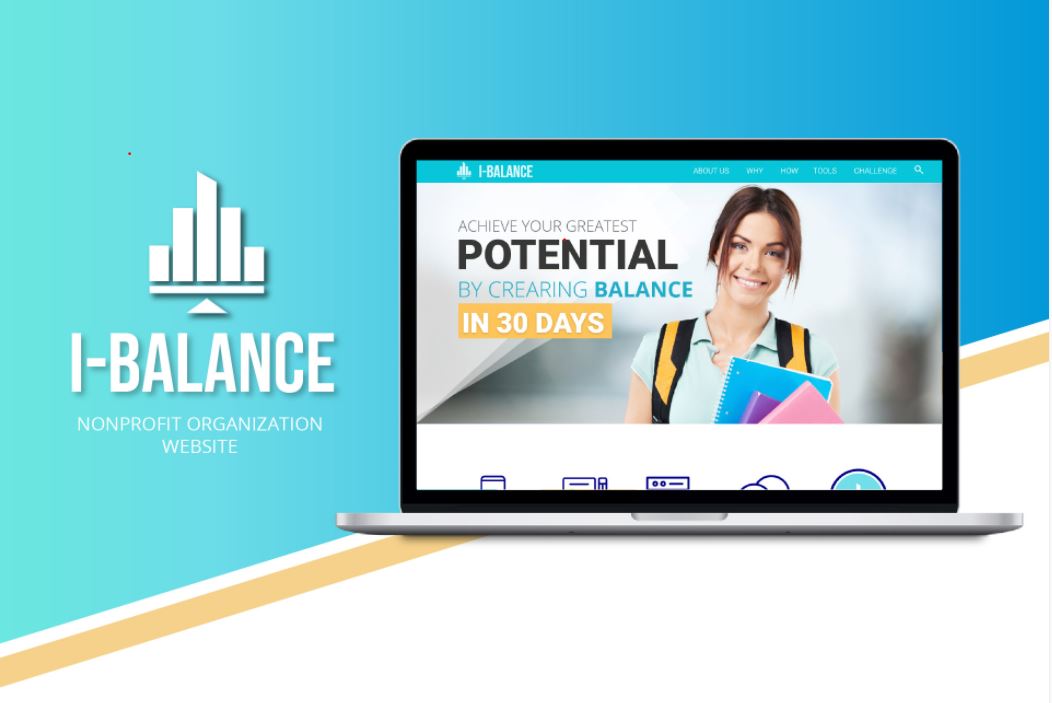 I-BALANCE
NONPROFIT ORGANIZATION
WEBSITE
I-BALANCE
ABOUT US WHY HOW TOOLS CHALLENGE
ACHIEVE YOUR GREATEST
POTENTIAL
BY CREARING BALANCE
IN 30 DAYS